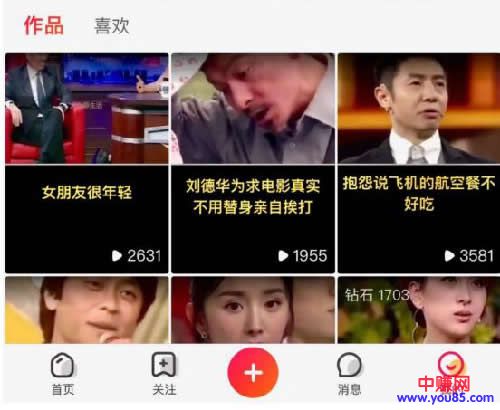 作品 喜欢
女朋友很年轻
刘德华为求电影真实
不用替身亲自挨打
抱怨说飞机的航空餐不
好吃
2631
1955
3581
钻石 1703
首页
关注
消息
中赚网
www.you85.com